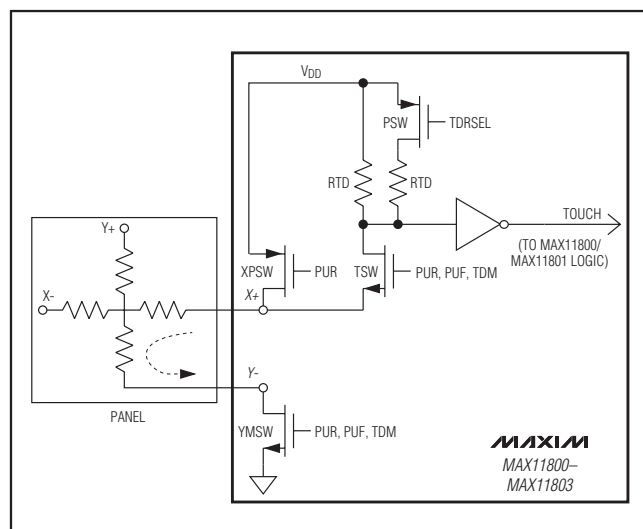 VDD
PSW
TDRSEL
RTD
RTD
TOUCH
(TO MAX11800/
MAX11801 LOGIC)
Y+
XPSW
PUR
TSW
PUR, PUF, TDM
X-
X+
Y-
PANEL
YMSW
PUR, PUF, TDM
MAXIM
MAX11800–
MAX11803